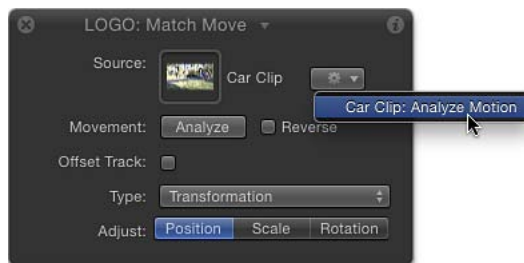 LOGO: Match Move
Source:
Car Clip
Car Clip: Analyze Motion
Movement: Analyze Reverse
Offset Track:
Type: Transformation
Adjust: Position Scale Rotation